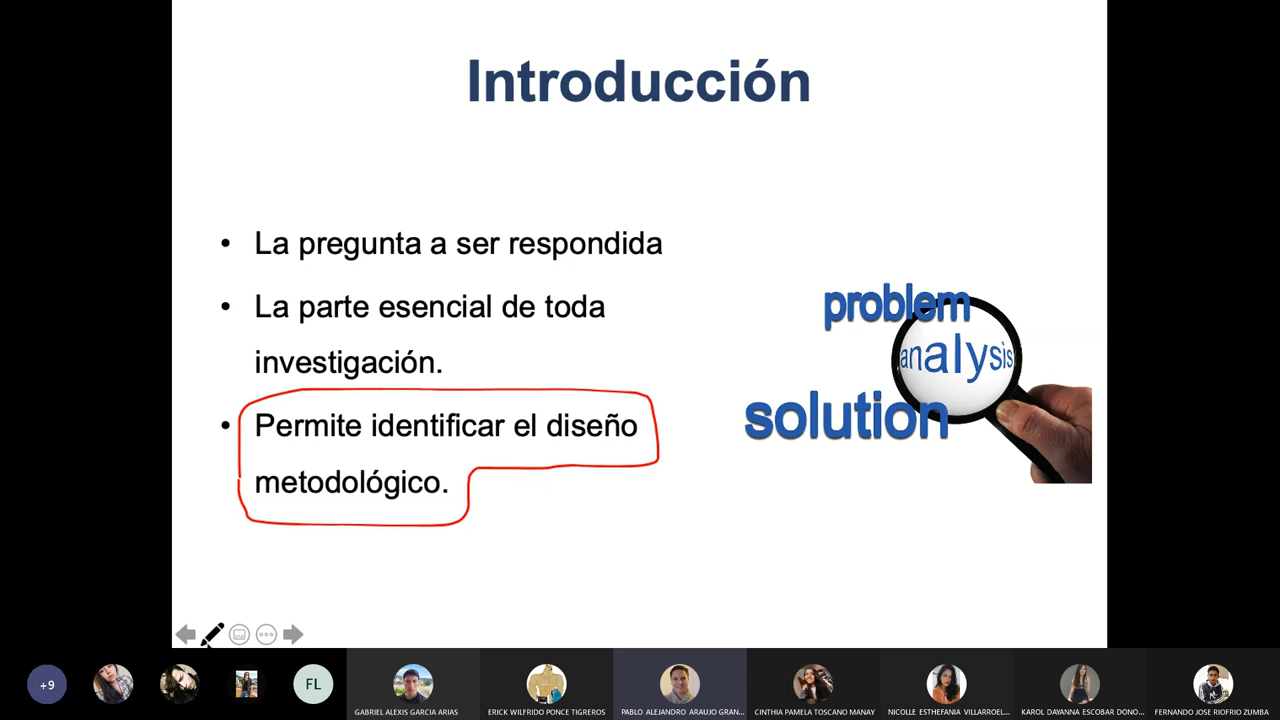 Introducción
• La pregunta a ser respondida
• La parte esencial de toda
investigación.
• Permite identificar el diseño
metodológico.
problem
analysis
solution
+9
FL
GABRIEL ALEXIS GARCIA ARIAS
ERICK WILFRIDO PONCE TIGREROS
PABLO ALEJANDRO ARAUJO GRAN...
CINTHIA PAMELA TOSCANO MANAY
NICOLLE ESTHEFANIA VILLARROEL...
KAROL DAYANNA ESCOBAR DONO...
FERNANDO JOSE RIOFRIO ZUMBA